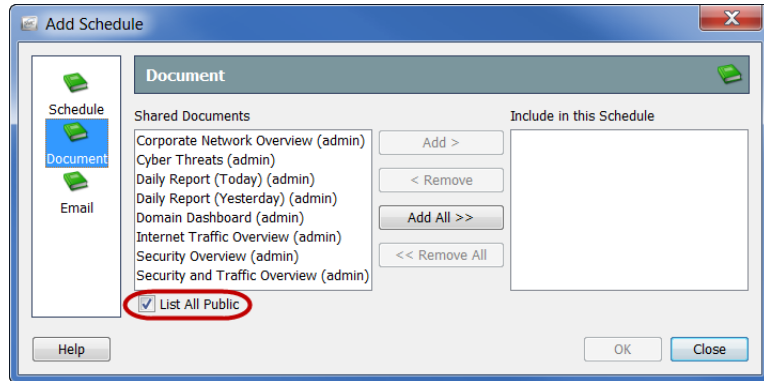 Add Schedule
Schedule
Document
Email
Document
Shared Documents
Corporate Network Overview (admin)
Cyber Threats (admin)
Daily Report (Today) (admin)
Daily Report (Yesterday) (admin)
Domain Dashboard (admin)
Internet Traffic Overview (admin)
Security Overview (admin)
Security and Traffic Overview (admin)
List All Public
Add >
< Remove
Add All >>
<< Remove All
Include in this Schedule
Help
OK
Close